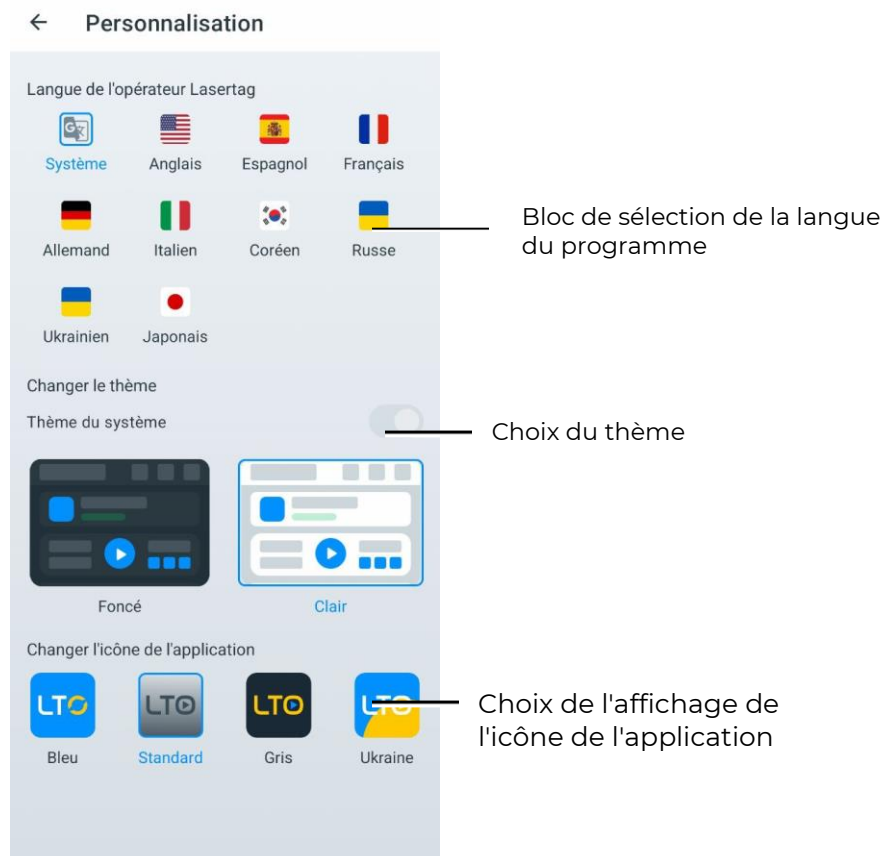 Personnalisation
Langue de l'opérateur Lasertag
Système Anglais Espagnol Français
Allemand Italien Coréen Russe
Bloc de sélection de la langue
du programme
Ukrainien Japonais
Changer le thème
Thème du système
Choix du thème
Foncé Clair
Changer l'icône de l'application
LTO LTO LTO LTO
Choix de l'affichage de
l'icône de l'application
Bleu Standard Gris Ukraine